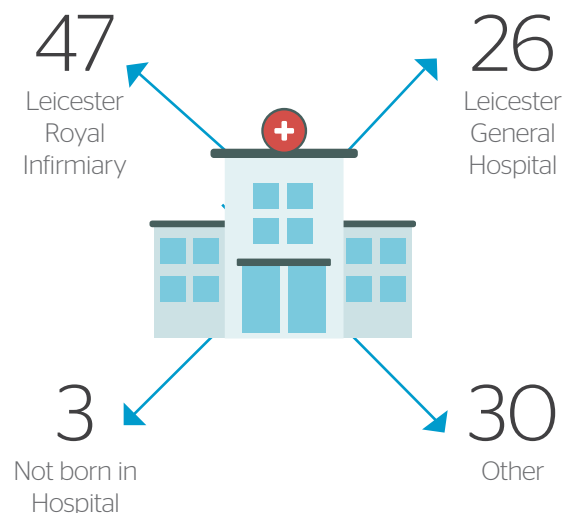 47
Leicester
Royal
Infirmiary
26
Leicester
General
Hospital
3
Not born in
Hospital
30
Other